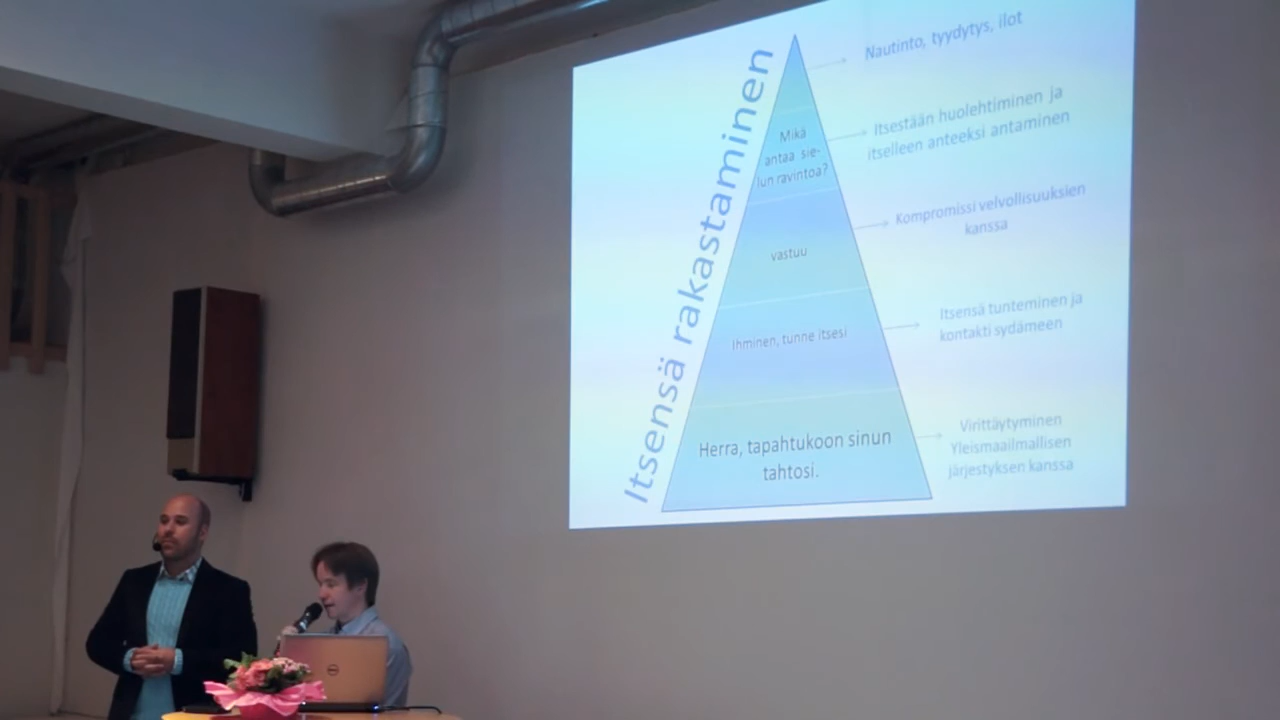 Itsensä rakastaminen
Nautinto, tyydytys, ilot
Mikä
antaa sie-
lun ravintoa?
Itsestään huolehtiminen ja
itselleen anteeksi antaminen
vastuu
Kompromissi velvollisuuksien
kanssa
Ihminen, tunne itsesi
Itsensä tunteminen ja
kontakti sydämeen
Herra, tapahtukoon sinun
tahtosi.
Virittäytyminen
Yleismaailmallisen
järjestyksen kanssa
DELL